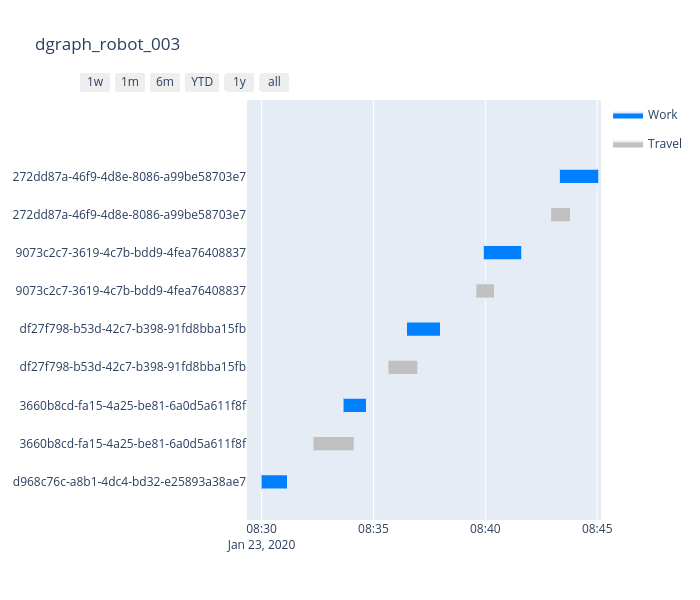 dgraph_robot_003
1w 1m 6m YTD 1y all
Work
Travel
272dd87a-46f9-4d8e-8086-a99be58703e7
272dd87a-46f9-4d8e-8086-a99be58703e7
9073c2c7-3619-4c7b-bdd9-4fea76408837
9073c2c7-3619-4c7b-bdd9-4fea76408837
df27f798-b53d-42c7-b398-91fd8bba15fb
df27f798-b53d-42c7-b398-91fd8bba15fb
3660b8cd-fa15-4a25-be81-6a0d5a611f8f
3660b8cd-fa15-4a25-be81-6a0d5a611f8f
d968c76c-a8b1-4dc4-bd32-e25893a38ae7
08:30 08:35 08:40 08:45
Jan 23, 2020